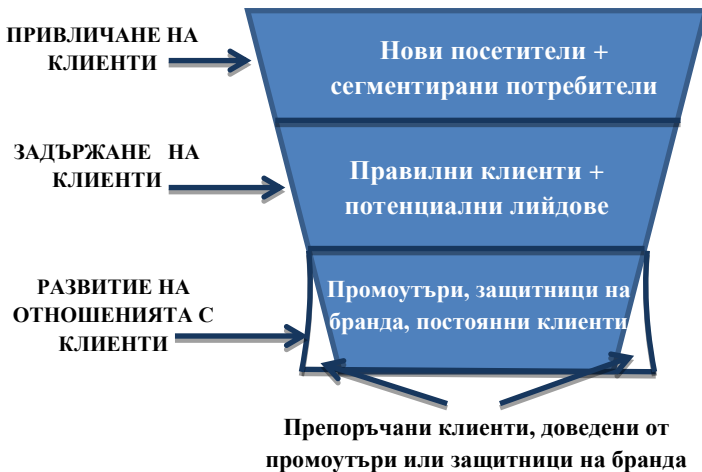 ПРИВЛИЧАНЕ НА
КЛИЕНТИ
Нови посетители +
сегментирани потребители
ЗАДЪРЖАНЕ НА
КЛИЕНТИ
Правилни клиенти +
потенциални лийдове
РАЗВИТИЕ НА
ОТНОШЕНИЯТА С
КЛИЕНТИ
Промоутъри, защитници на
бранда, постоянни клиенти
Препоръчани клиенти, доведени от
промоутъри или защитници на бранда